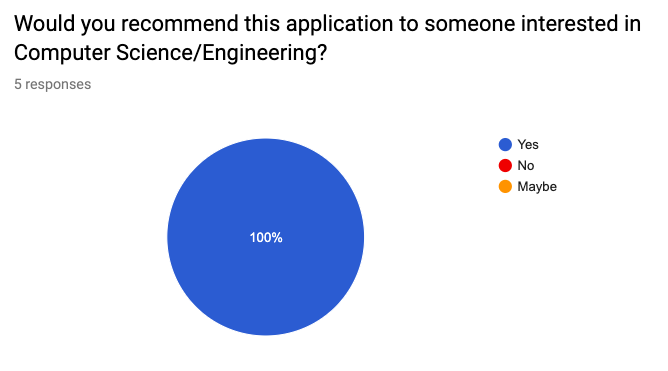 Would you recommend this application to someone interested in
Computer Science/Engineering?
5 responses
Yes
No
Maybe
100%